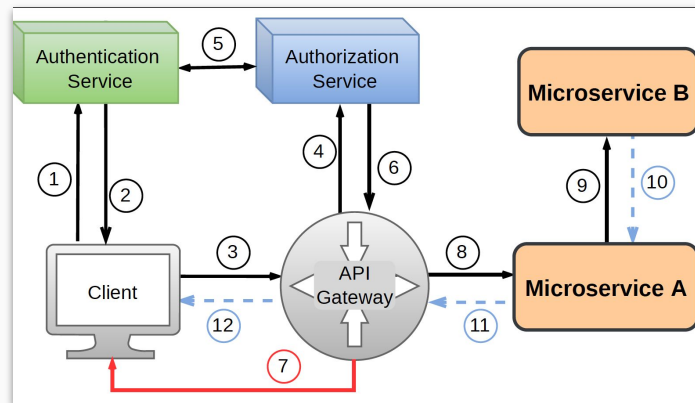 Authentication
Service
5
Authorization
Service
Microservice B
1
2
4
6
9
10
3
8
Client
API
Gateway
Microservice A
12
11
7